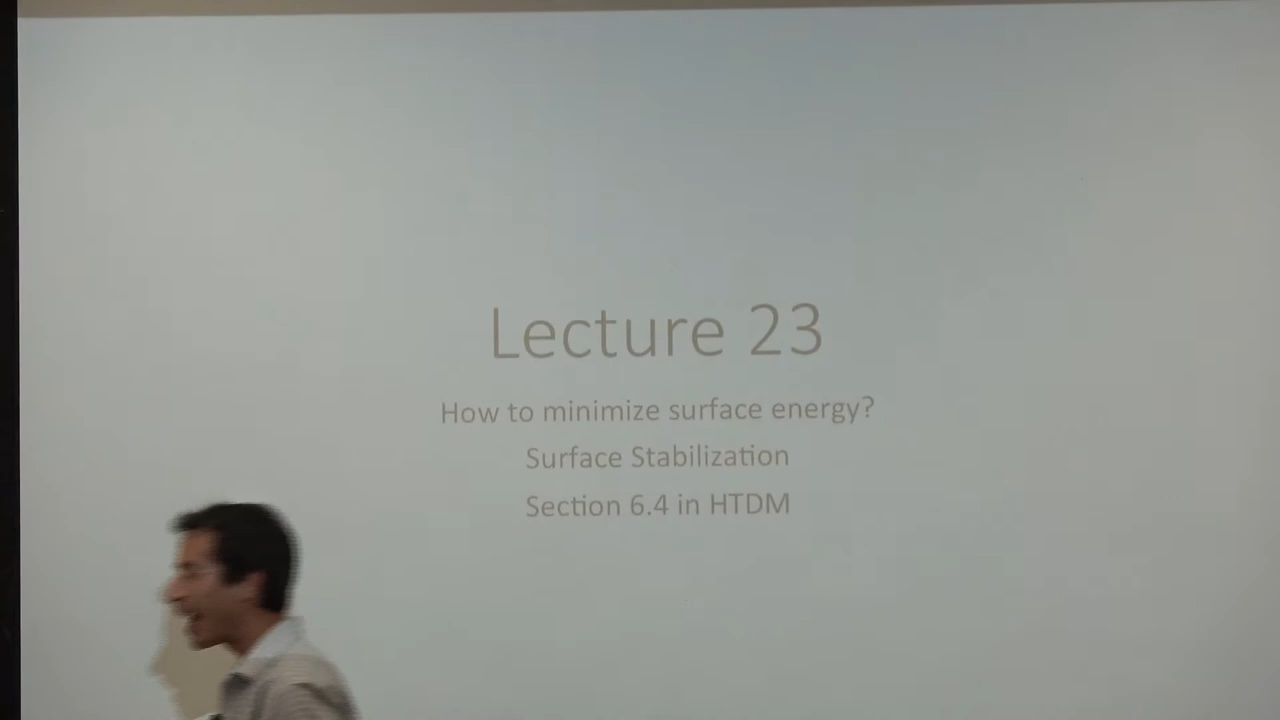 Lecture 23
How to minimize surface energy?
Surface Stabilization
Section 6.4 in HTDM